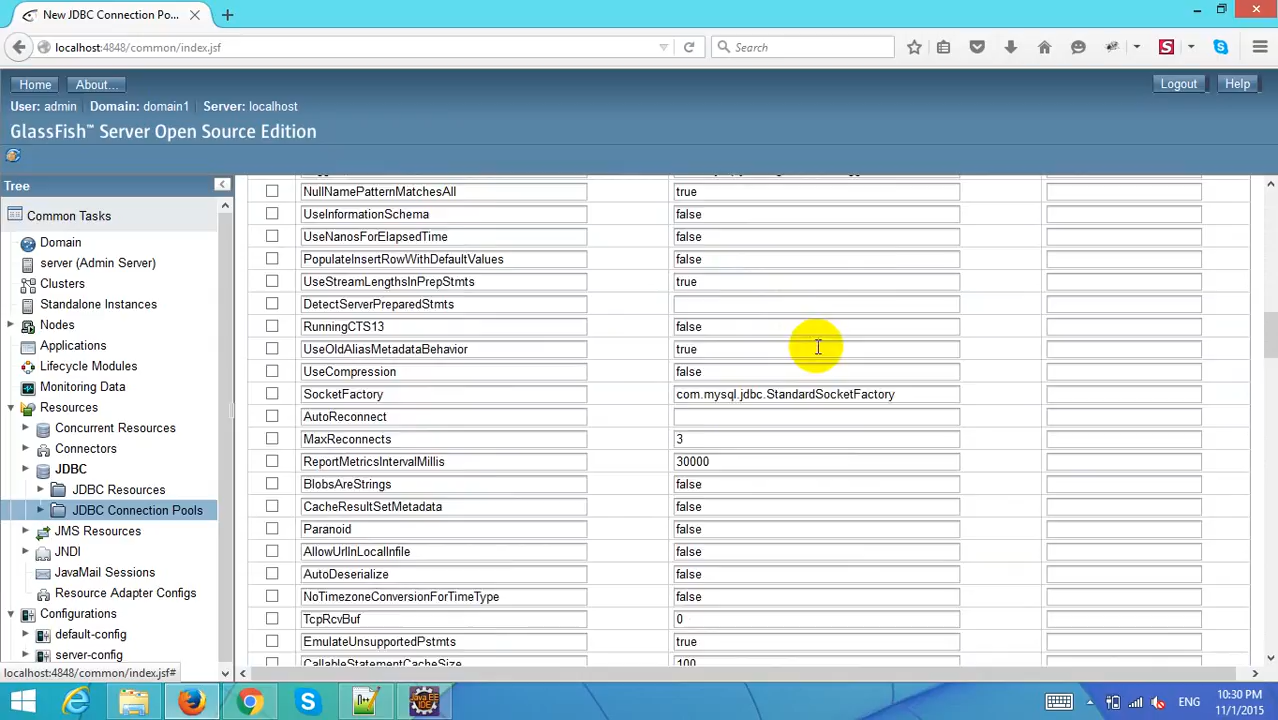 New JDBC Connection Po...
localhost:4848/common/index.jsf
Search
Home About...
Logout Help
User: admin Domain: domain1 Server: localhost
GlassFish™ Server Open Source Edition
Tree
Common Tasks
Domain
server (Admin Server)
Clusters
Standalone Instances
Nodes
Applications
Lifecycle Modules
Monitoring Data
Resources
Concurrent Resources
Connectors
JDBC
JDBC Resources
JDBC Connection Pools
JMS Resources
JNDI
JavaMail Sessions
Resource Adapter Configs
Configurations
default-config
server-config
localhost:4848/common/index.jsf#
NullNamePatternMatchesAll true
UseInformationSchema false
UseNanosForElapsedTime false
PopulateInsertRowWithDefaultValues false
UseStreamLengthsInPrepStmts true
DetectServerPreparedStmts
RunningCTS13 false
UseOldAliasMetadataBehavior true
UseCompression false
SocketFactory com.mysql.jdbc.StandardSocketFactory
AutoReconnect
MaxReconnects 3
ReportMetricsIntervalMillis 30000
BlobsAreStrings false
CacheResultSetMetadata false
Paranoid false
AllowUrlInLocalInfile false
AutoDeserialize false
NoTimezoneConversionForTimeType false
TcpRcvBuf 0
EmulateUnsupportedPstmts true
CallableStatementCacheSize 100
Java EE
IDE
ENG
10:30 PM
11/1/2015